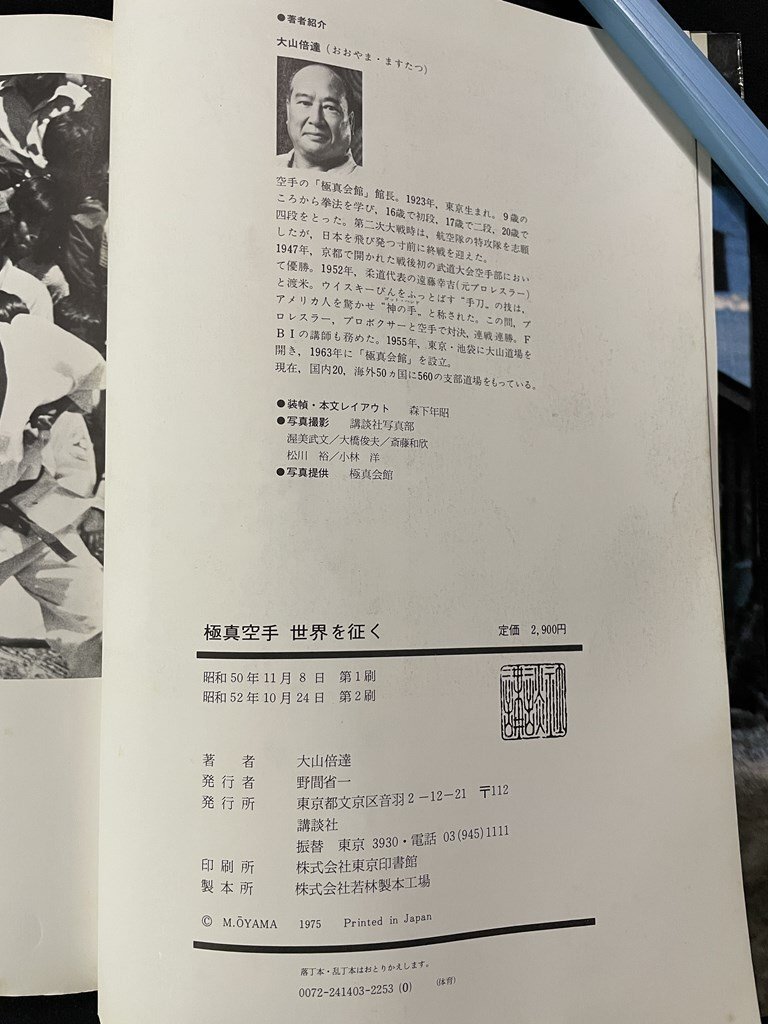 ●著者紹介
大山倍達（おおやま・ますたつ）
空手の「極真会館」館長。1923年，東京生まれ。9歳の
ころから拳法を学び，16歳で初段，17歳で二段，20歳で
四段をとった。第二次大戦時は，航空隊の特攻隊を志願
したが，日本を飛び発つ寸前に終戦を迎えた。
1947年，京都で開かれた戦後初の武道大会空手部におい
て優勝。1952年，柔道代表の遠藤幸吉(元プロレスラー)
と渡米。ウイスキーびんをふっとばす“手刀”の技は，
アメリカ人を驚かせ“神の手”と称された。この間，プ
ロレスラー，プロボクサーと空手で対決，連戦連勝。F
BIの講師も務めた。1955年，東京・池袋に大山道場を
開き，1963年に「極真会館」を設立。
現在，国内20，海外50ヵ国に560の支部道場をもっている。
●装幀・本文レイアウト　森下年昭
●写真撮影　講談社写真部
渥美武文／大橋俊夫／斎藤和欣
松川　裕／小林　洋
●写真提供　極真会館
極真空手 世界を征く　定価 2,900円
昭和50年11月8日　第1刷
昭和52年10月24日　第2刷
講談社
著　者　大山倍達
発行者　野間省一
発行所　東京都文京区音羽2－12－21　〒112
講談社
振替　東京 3930・電話 03(945)1111
印刷所　株式会社東京印書館
製本所　株式会社若林製本工場
© M.ŌYAMA　1975　Printed in Japan
落丁本・乱丁本はおとりかえします。
0072-241403-2253 (0)　(体育)